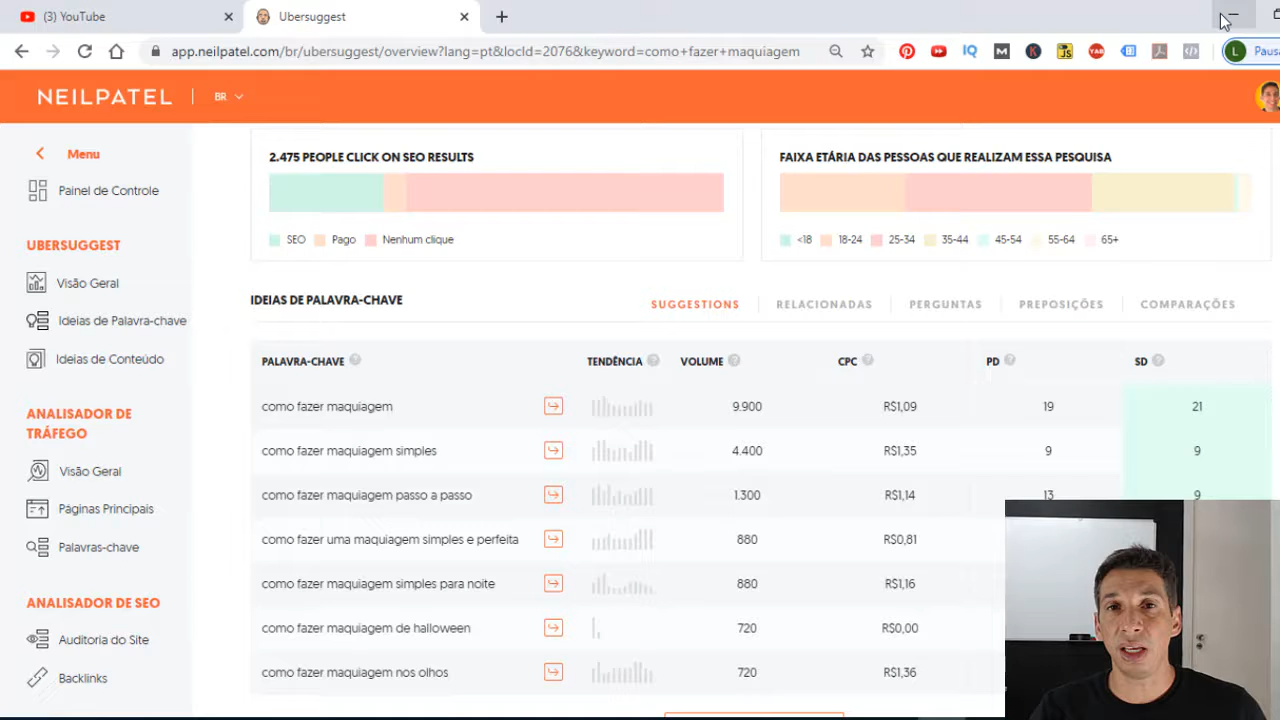 (3) YouTube
Ubersuggest
app.neilpatel.com/br/ubersuggest/overview?lang=pt&locId=2076&keyword=como+fazer+maquiagem
IQ
M
K
JS
L
Pausa
NEILPATEL
BR
Menu
Painel de Controle
UBERSUGGEST
Visão Geral
Ideias de Palavra-chave
Ideias de Conteúdo
ANALISADOR DE
TRÁFEGO
Visão Geral
Páginas Principais
Palavras-chave
ANALISADOR DE SEO
Auditoria do Site
Backlinks
2.475 PEOPLE CLICK ON SEO RESULTS
SEO Pago Nenhum clique
FAIXA ETÁRIA DAS PESSOAS QUE REALIZAM ESSA PESQUISA
<18 18-24 25-34 35-44 45-54 55-64 65+
IDEIAS DE PALAVRA-CHAVE
SUGGESTIONS RELACIONADAS PERGUNTAS PREPOSIÇÕES COMPARAÇÕES
PALAVRA-CHAVE TENDÊNCIA VOLUME CPC PD SD
como fazer maquiagem 9.900 R$1,09 19 21
como fazer maquiagem simples 4.400 R$1,35 9 9
como fazer maquiagem passo a passo 1.300 R$1,14 13 9
como fazer uma maquiagem simples e perfeita 880 R$0,81
como fazer maquiagem simples para noite 880 R$1,16
como fazer maquiagem de halloween 720 R$0,00
como fazer maquiagem nos olhos 720 R$1,36